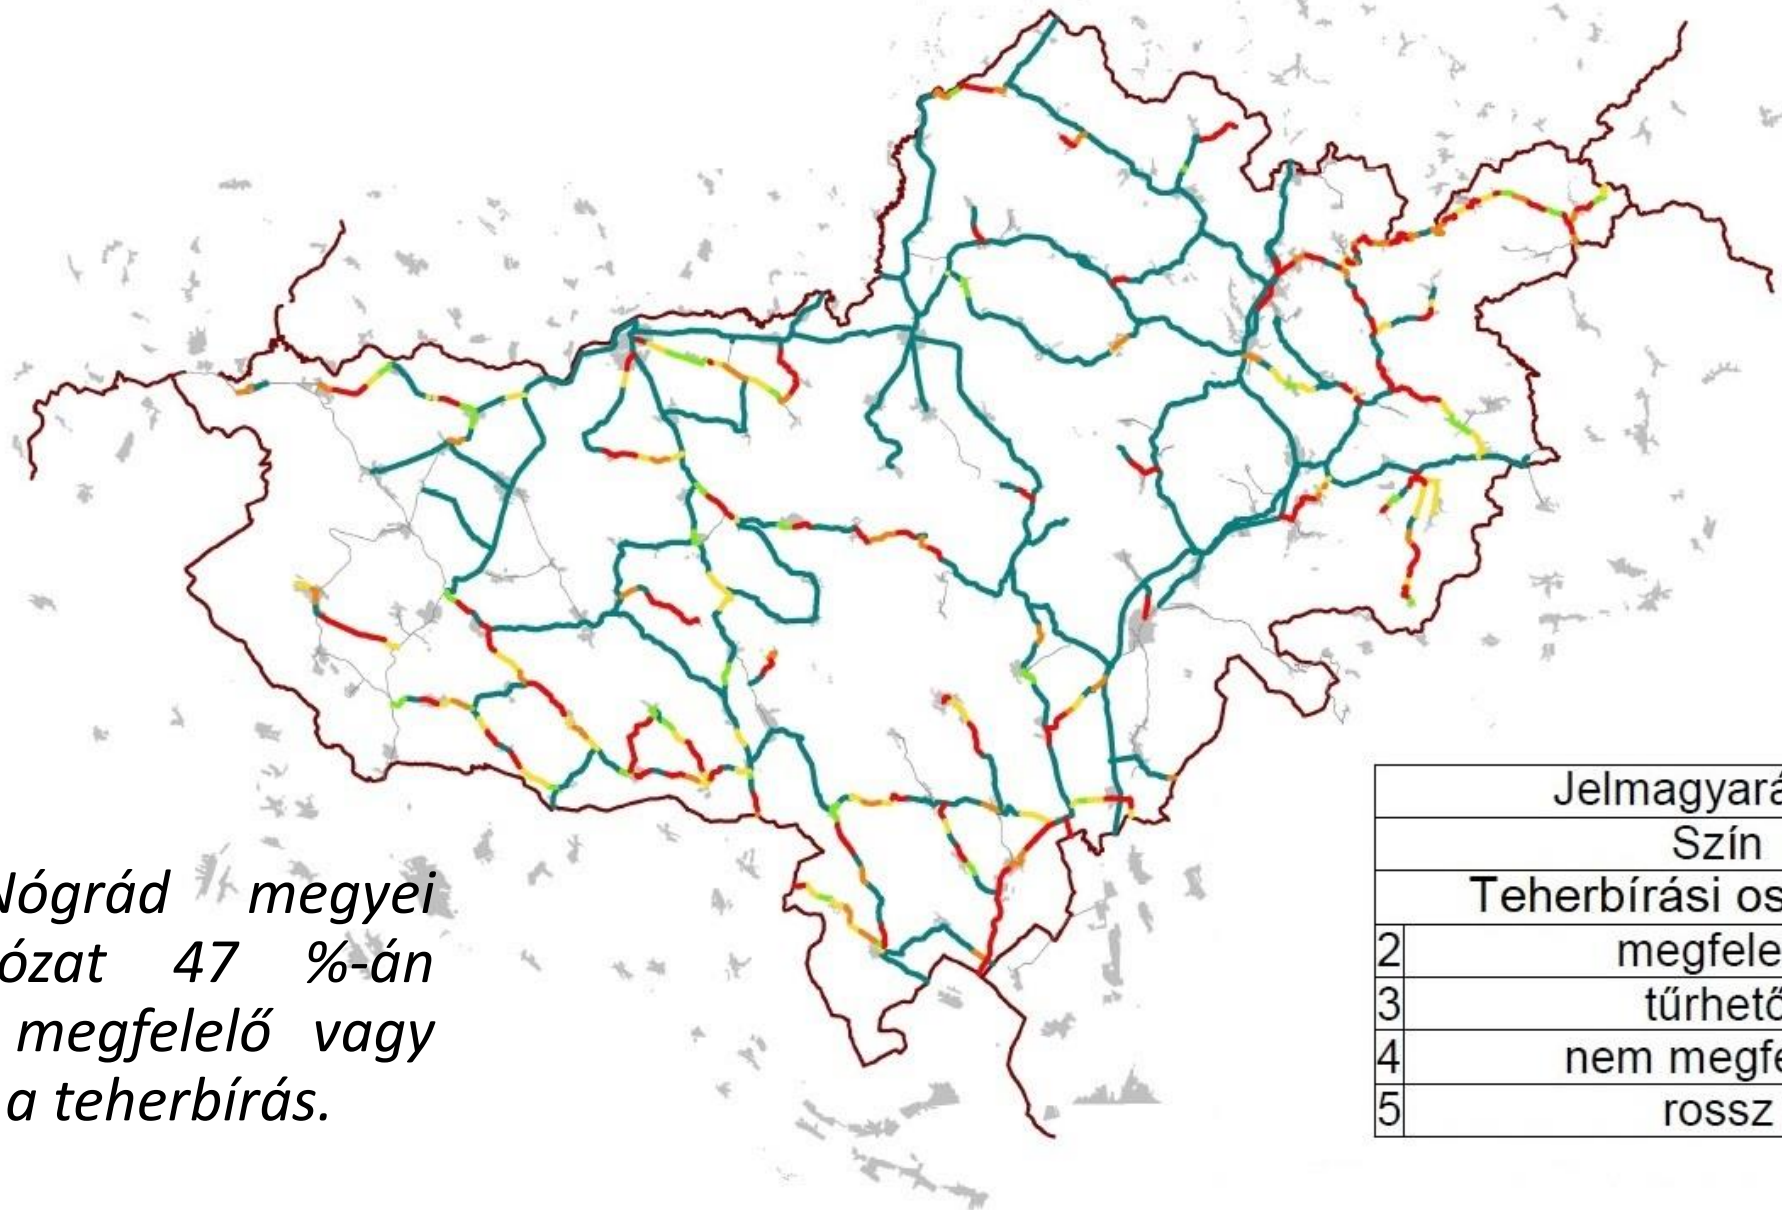 Nógrád megyei
ózat 47 %-án
megfelelő vagy
a teherbírás.
Jelmagyará
Szín
Teherbírási os
2 megfele
3 tűrhető
4 nem megfe
5 rossz